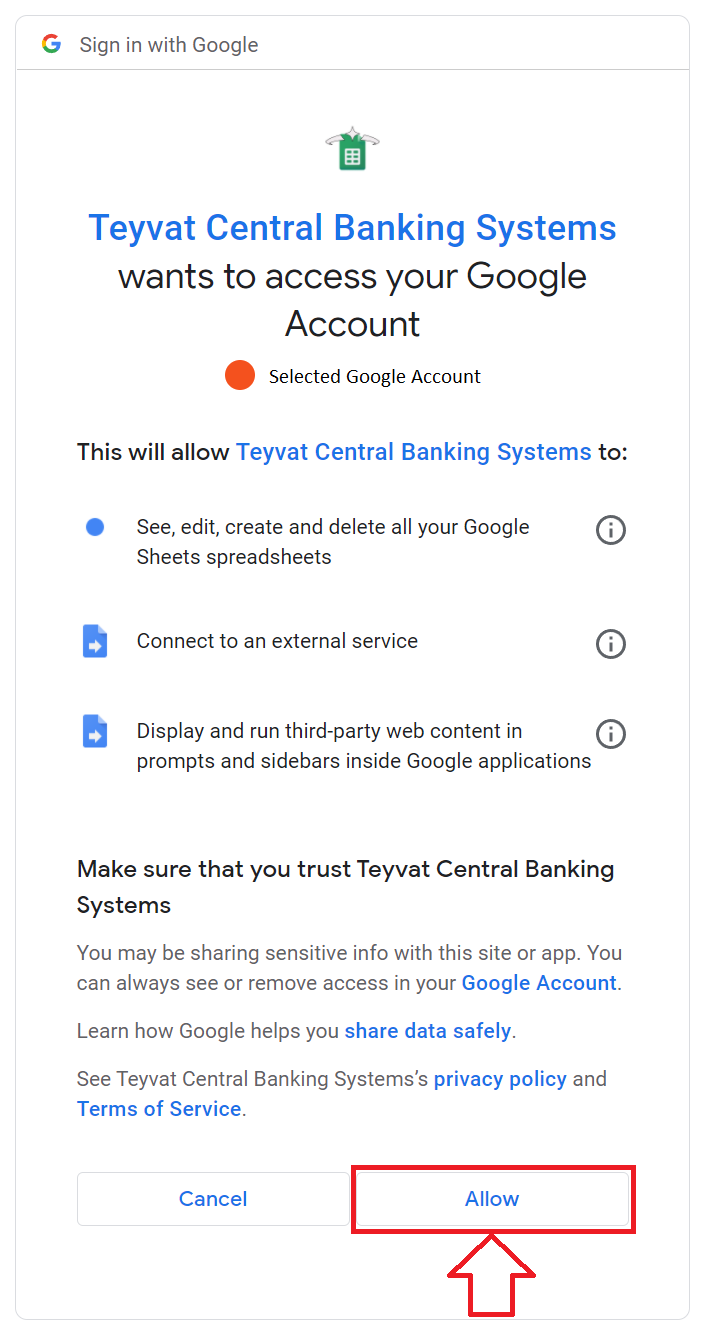 Sign in with Google
Teyvat Central Banking Systems
wants to access your Google
Account
Selected Google Account
This will allow Teyvat Central Banking Systems to:
See, edit, create and delete all your Google
Sheets spreadsheets
Connect to an external service
Display and run third-party web content in
prompts and sidebars inside Google applications
Make sure that you trust Teyvat Central Banking
Systems
You may be sharing sensitive info with this site or app. You
can always see or remove access in your Google Account.
Learn how Google helps you share data safely.
See Teyvat Central Banking Systems’s privacy policy and
Terms of Service.
Cancel
Allow